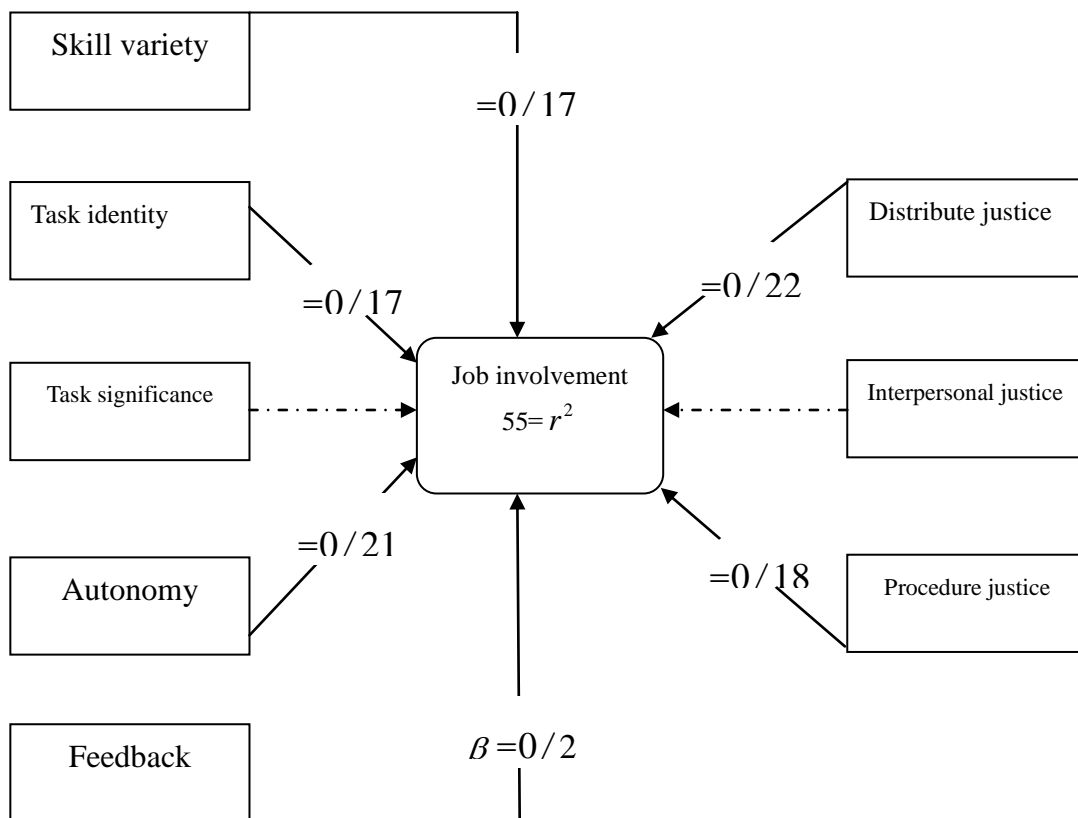 Skill variety
=0/17
Task identity
Distribute justice
=0/17
=0/22
Job involvement
55= r²
Task significance
Interpersonal justice
=0/21
=0/18
Autonomy
Procedure justice
Feedback
β =0/2